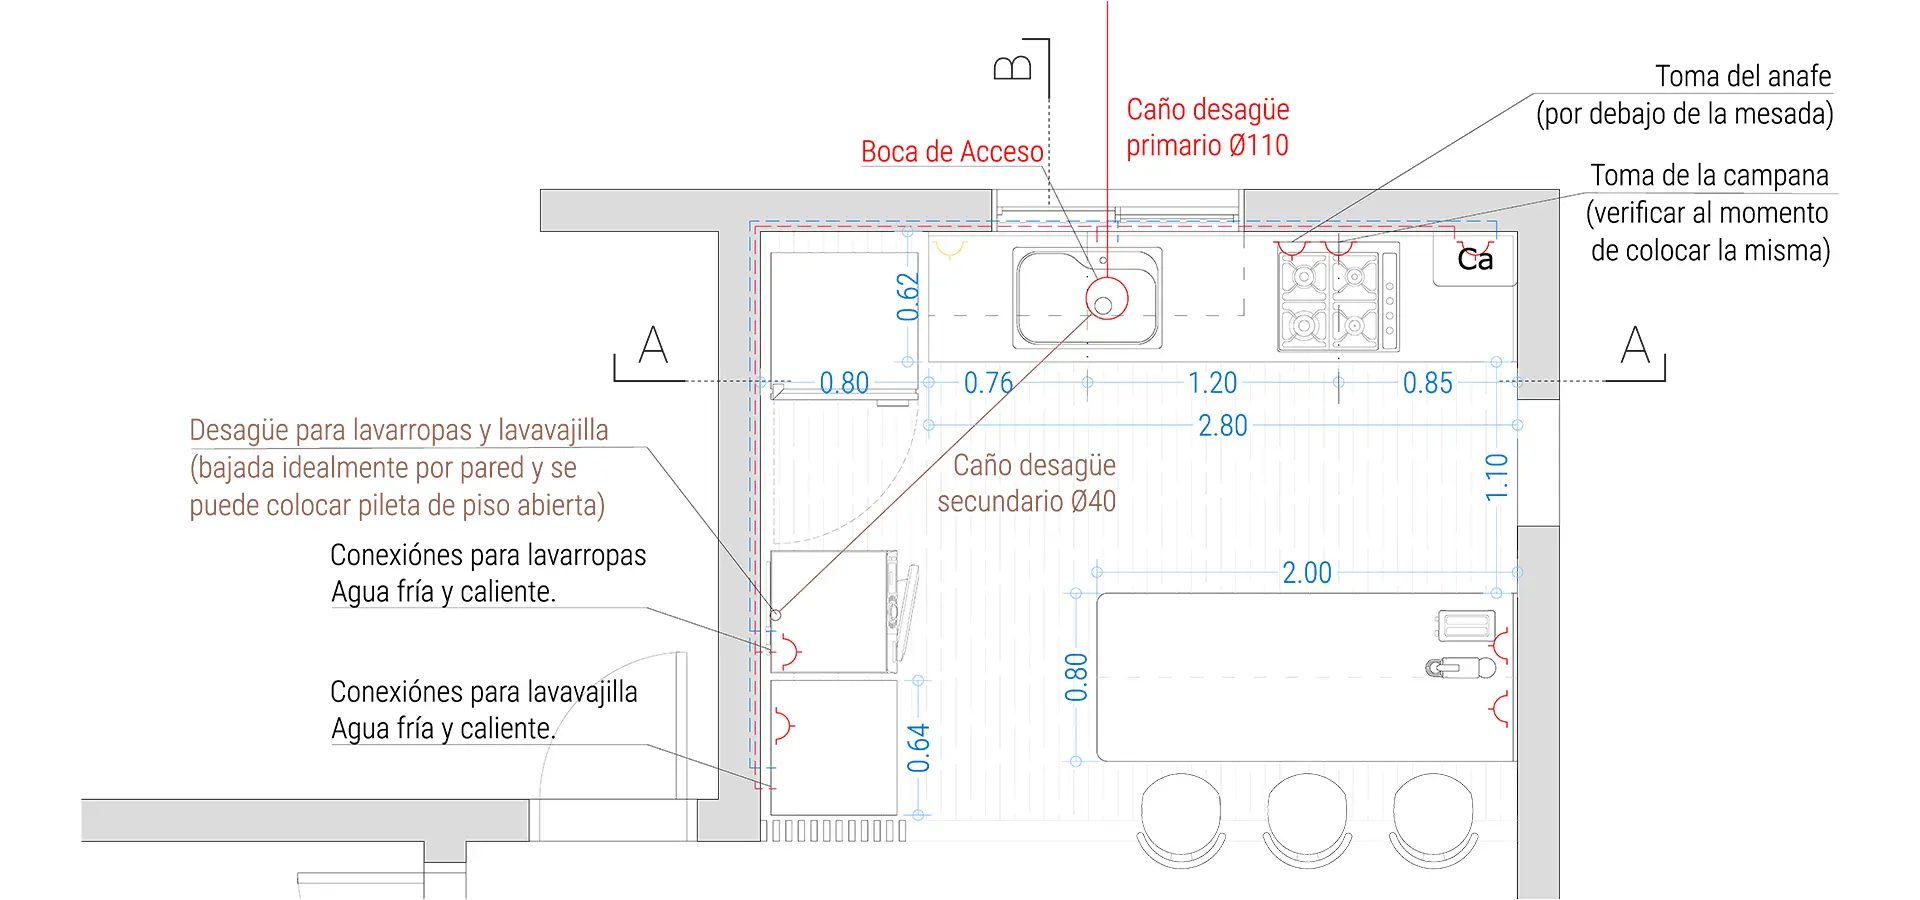 B
Caño desagüe
primario Ø110
Boca de Acceso
Toma del anafe
(por debajo de la mesada)
Toma de la campana
(verificar al momento
de colocar la misma)
Ca
0.62
A
A
0.80
0.76
1.20
0.85
2.80
Desagüe para lavarropas y lavavajilla
(bajada idealmente por pared y se
puede colocar pileta de piso abierta)
Caño desagüe
secundario Ø40
1.10
Conexiónes para lavarropas
Agua fría y caliente.
2.00
0.80
Conexiónes para lavavajilla
Agua fría y caliente.
0.64